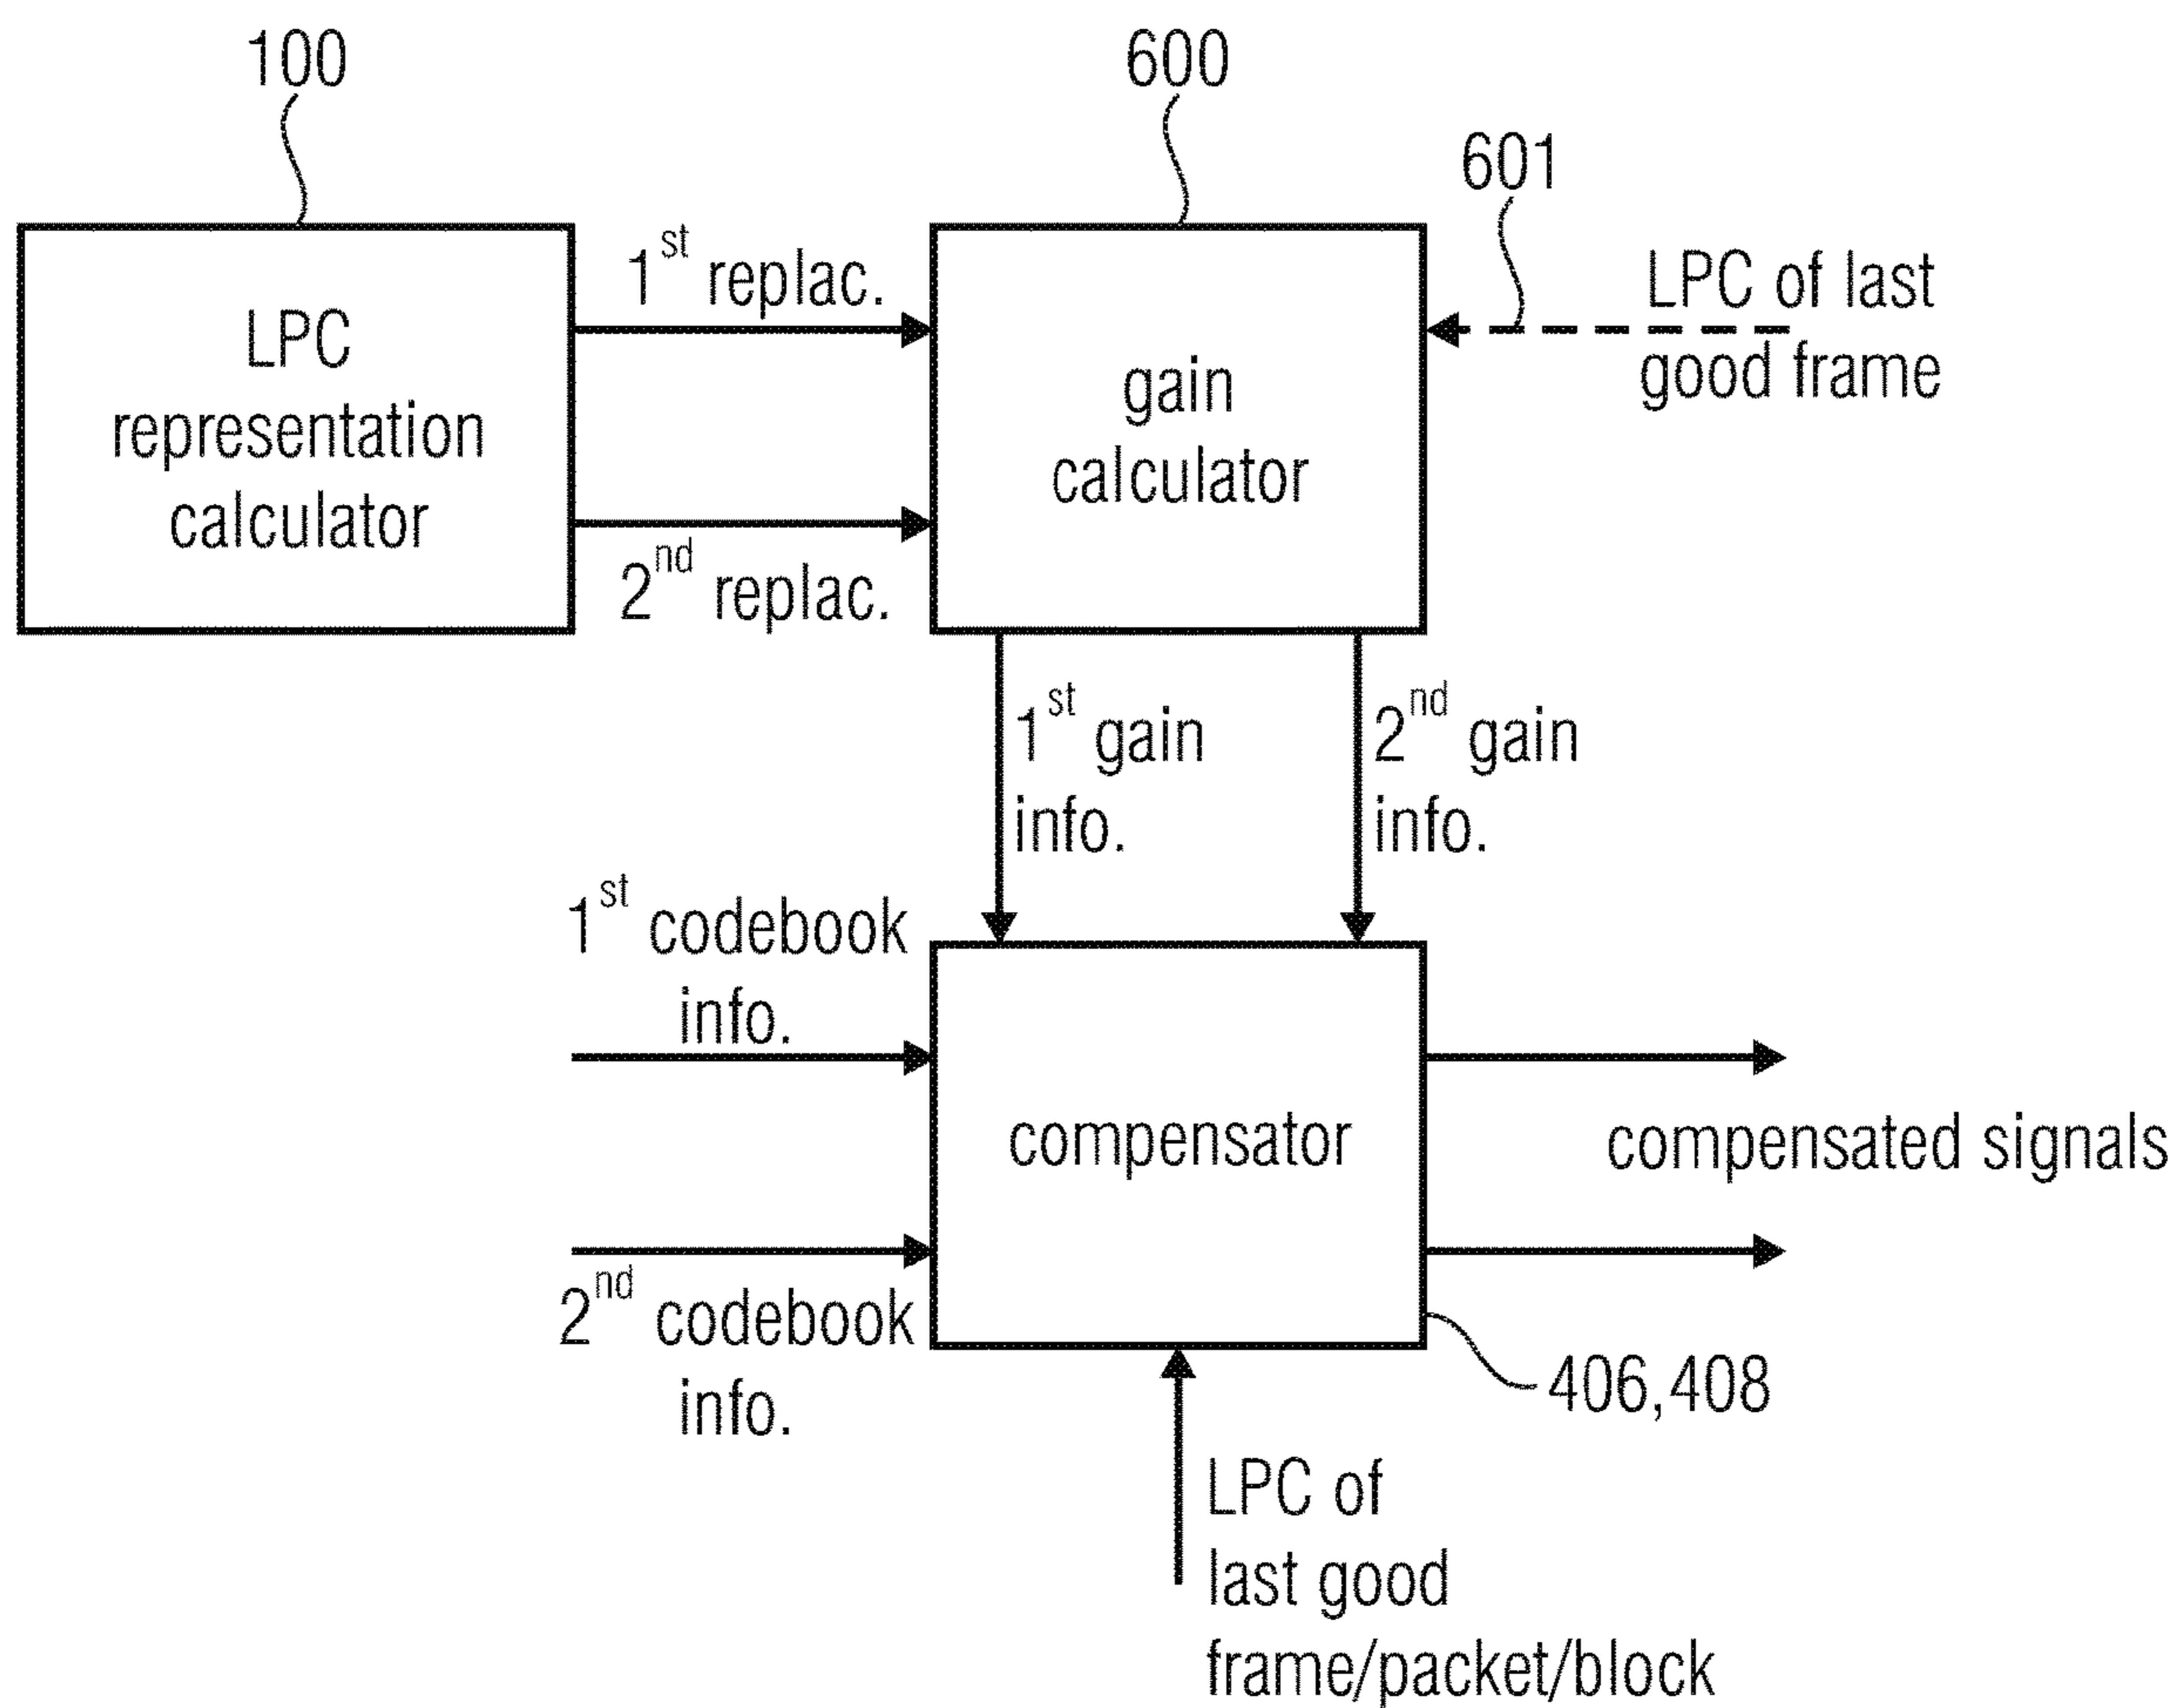 100
600
601
LPC
representation
calculator
1st replac.
2nd replac.
gain
calculator
LPC of last
good frame
1st gain
info.
2nd gain
info.
1st codebook
info.
2nd codebook
info.
compensator
compensated signals
406,408
LPC of
last good
frame/packet/block